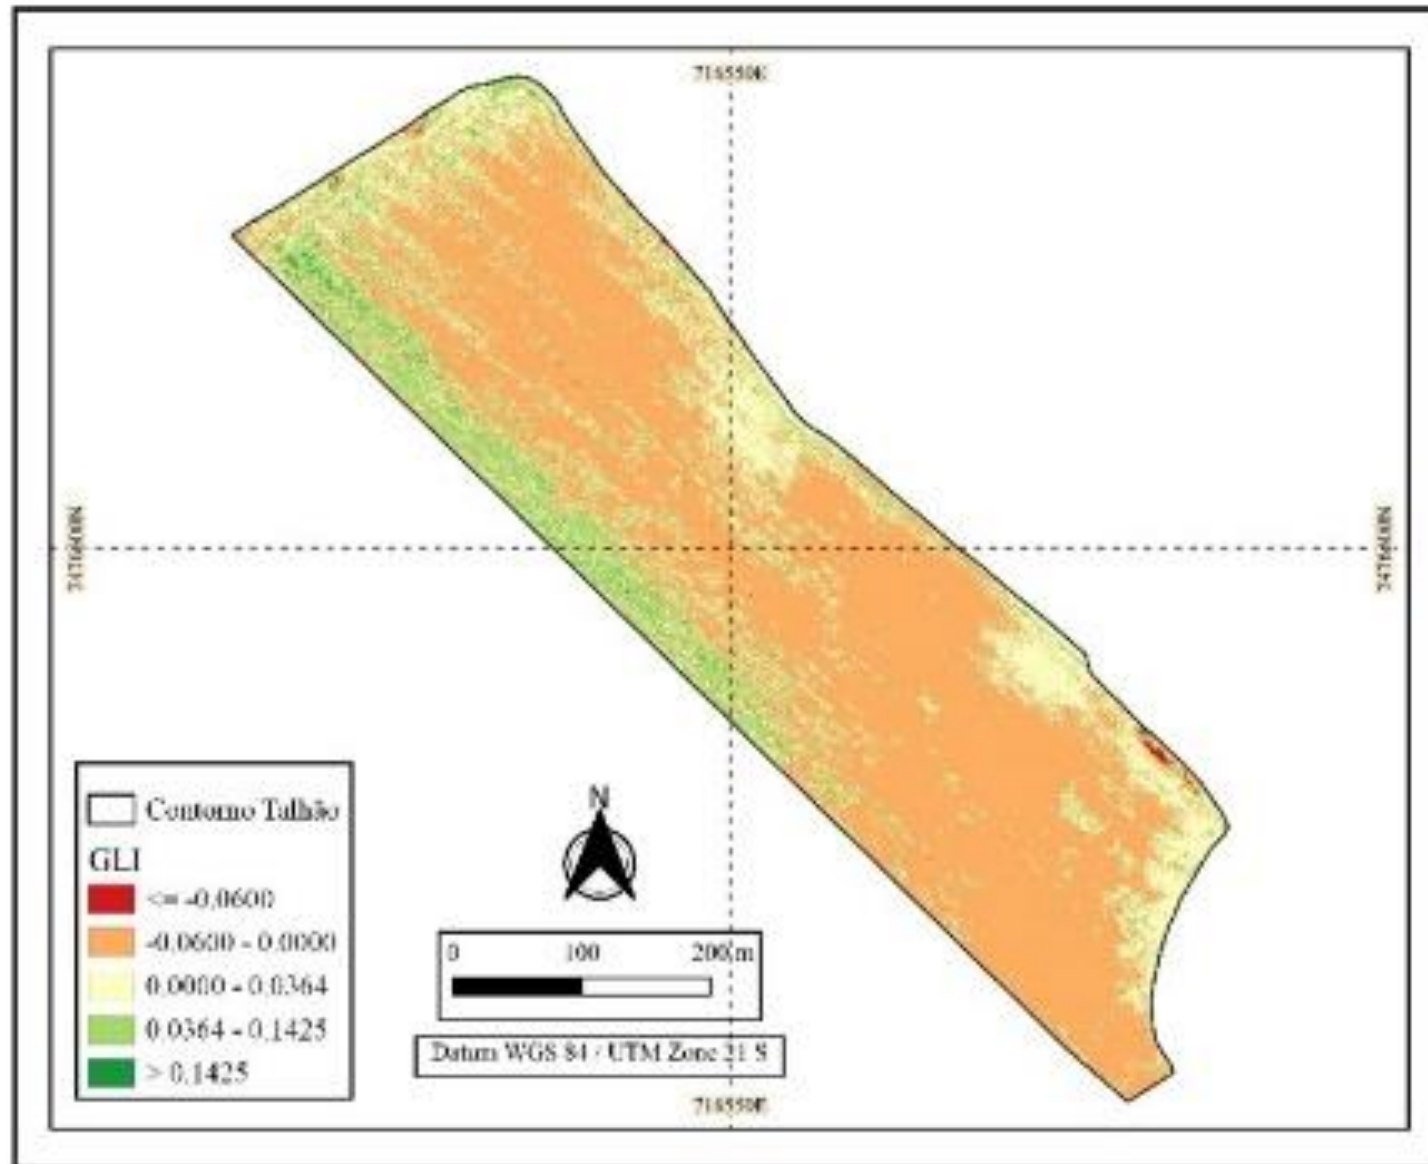 716550E
Contorno Talhão
GLI
<= -0.0600
-0.0600 - 0.0000
0.0000 - 0.0364
0.0364 - 0.1425
> 0.1425
N
0 100 200 m
Datum WGS 84 / UTM Zone 21 S
716550E